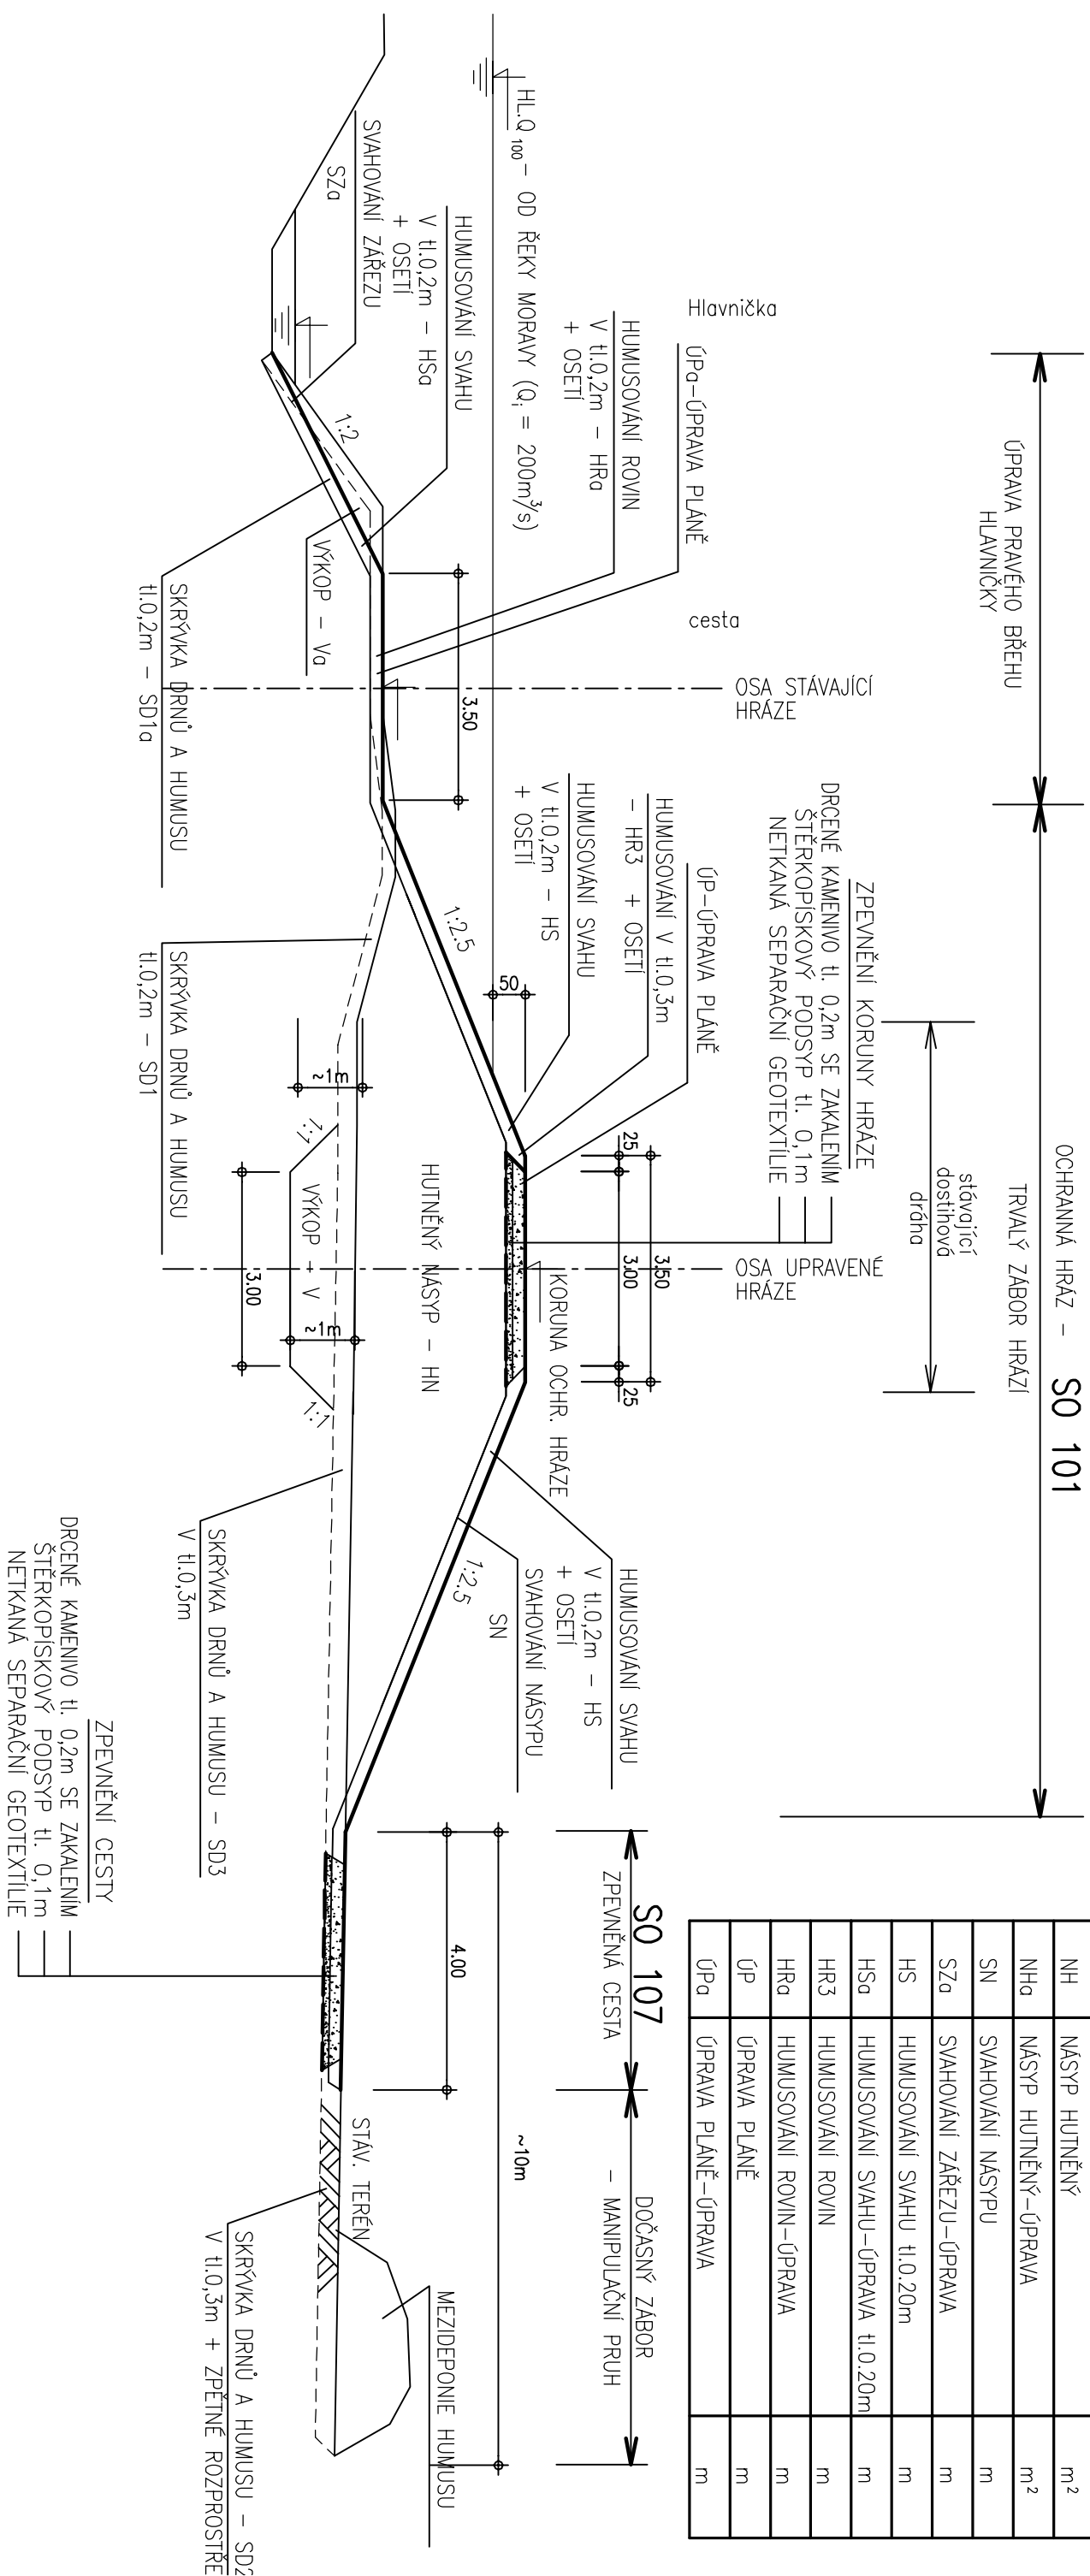 ÚPRAVA PRAVÉHO BŘEHU
HLAVNIČKY
OCHRANNÁ HRÁZ - SO 101
TRVALÝ ZÁBOR HRÁZÍ
stávající
dostihová
dráha
SO 107
ZPEVNĚNÁ CESTA
DOČASNÝ ZÁBOR
- MANIPULAČNÍ PRUH
NH NÁSYP HUTNĚNÝ m²
NHa NÁSYP HUTNĚNÝ-ÚPRAVA m²
SN SVAHOVÁNÍ NÁSYPU m
SZa SVAHOVÁNÍ ZÁŘEZU-ÚPRAVA m
HS HUMUSOVÁNÍ SVAHU tl.0.20m m
HSa HUMUSOVÁNÍ SVAHU-ÚPRAVA tl.0.20m m
HR3 HUMUSOVÁNÍ ROVIN m
HRa HUMUSOVÁNÍ ROVIN-ÚPRAVA m
ÚP ÚPRAVA PLÁNĚ m
ÚPa ÚPRAVA PLÁNĚ-ÚPRAVA m
Hlavnička
cesta
OSA STÁVAJÍCÍ
HRÁZE
OSA UPRAVENÉ
HRÁZE
ZPEVNĚNÍ KORUNY HRÁZE
DRCENÉ KAMENIVO tl. 0,2m SE ZAKALENÍM
ŠTĚRKOPÍSKOVÝ PODSYP tl. 0,1m
NETKANÁ SEPARAČNÍ GEOTEXTÍLIE
ÚPa-ÚPRAVA PLÁNĚ
HUMUSOVÁNÍ ROVIN
V tl.0,2m - HRa
+ OSETÍ
ÚP-ÚPRAVA PLÁNĚ
HUMUSOVÁNÍ V tl.0,3m
- HR3 + OSETÍ
HUMUSOVÁNÍ SVAHU
V tl.0,2m - HS
+ OSETÍ
HL.Q₁₀₀- OD ŘEKY MORAVY (Qᵢ = 200m³/s)
HUMUSOVÁNÍ SVAHU
V tl.0,2m - HSa
+ OSETÍ
SVAHOVÁNÍ ZÁŘEZU
SZa
3.50
3.50
25
3.00
25
50
KORUNA OCHR. HRÁZE
HUMUSOVÁNÍ SVAHU
V tl.0,2m - HS
+ OSETÍ
SVAHOVÁNÍ NÁSYPU
SN
~10m
4.00
1:2
1:2.5
1:2.5
HUTNĚNÝ NÁSYP - HN
MEZIDEPONIE HUMUSU
STÁV. TERÉN
VÝKOP - Va
~1m
1:1
VÝKOP - V
~1m
1:1
3.00
SKRÝVKA DRNŮ A HUMUSU
tl.0,2m - SD1a
SKRÝVKA DRNŮ A HUMUSU
tl.0,2m - SD1
SKRÝVKA DRNŮ A HUMUSU - SD3
V tl.0,3m
SKRÝVKA DRNŮ A HUMUSU - SD2
V tl.0,3m + ZPĚTNÉ ROZPROSTŘE
ZPEVNĚNÍ CESTY
DRCENÉ KAMENIVO tl. 0,2m SE ZAKALENÍM
ŠTĚRKOPÍSKOVÝ PODSYP tl. 0,1m
NETKANÁ SEPARAČNÍ GEOTEXTÍLIE